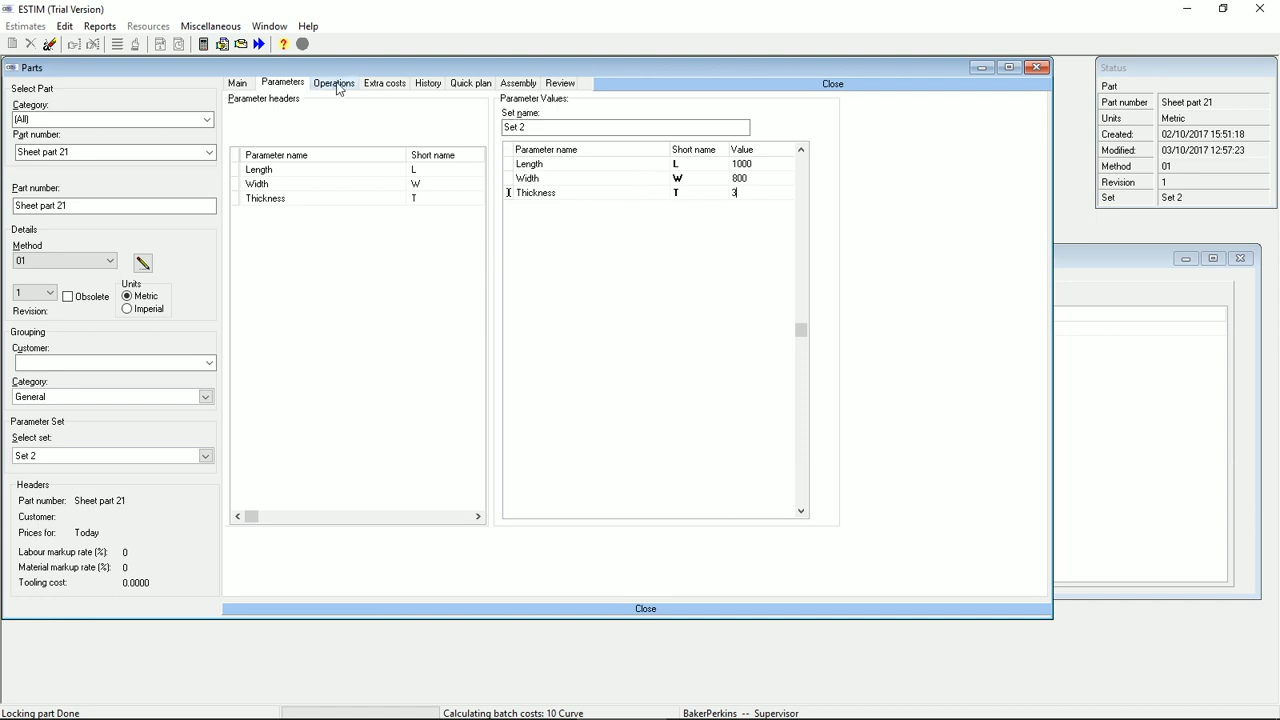 ESTIM (Trial Version)
Estimates Edit Reports Resources Miscellaneous Window Help
Parts
Select Part
Category:
(All)
Part number:
Sheet part 21
Part number:
Sheet part 21
Details
Method
01
1
Obsolete
Units
Metric
Imperial
Revision:
Grouping
Customer:
Category:
General
Parameter Set
Select set:
Set 2
Headers
Part number: Sheet part 21
Customer:
Prices for: Today
Labour markup rate (%): 0
Material markup rate (%): 0
Tooling cost: 0.0000
Main Parameters Operations Extra costs History Quick plan Assembly Review Close
Parameter headers
Parameter name Short name
Length L
Width W
Thickness T
Parameter Values:
Set name:
Set 2
Parameter name Short name Value
Length L 1000
Width W 800
Thickness T 3
Close
Status
Part
Part number Sheet part 21
Units Metric
Created: 02/10/2017 15:51:18
Modified: 03/10/2017 12:57:23
Method 01
Revision 1
Set Set 2
Locking part Done Calculating batch costs: 10 Curve BakerPerkins -- Supervisor